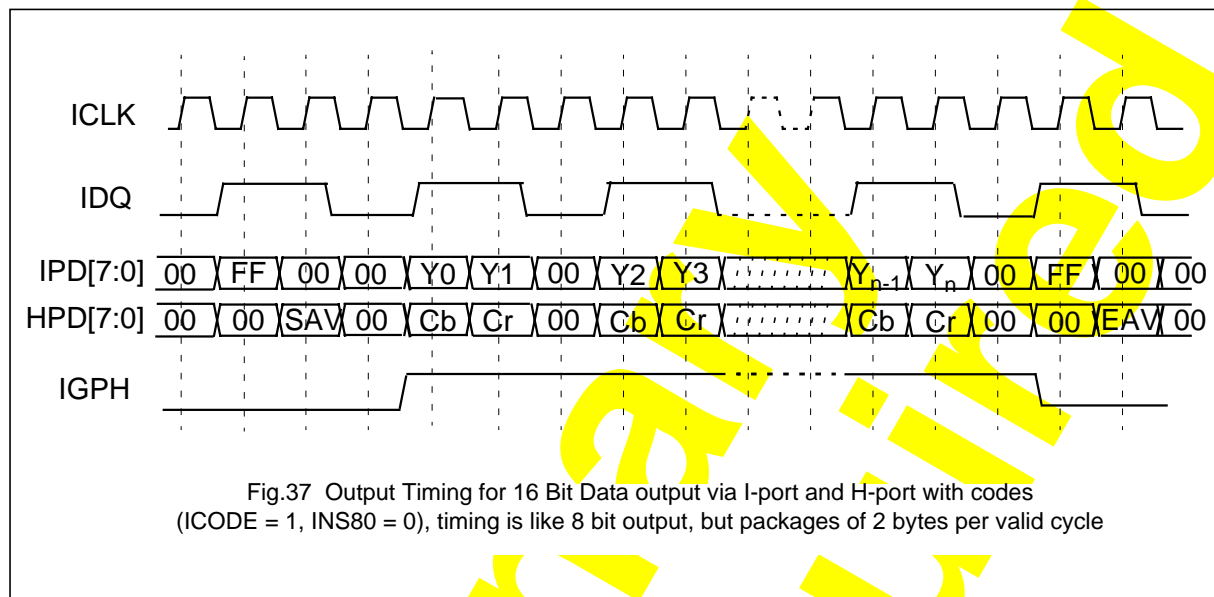 ICLK
IDQ
IPD[7:0] 00 FF 00 00 Y0 Y1 00 Y2 Y3 Yn-1 Yn 00 FF 00 00
HPD[7:0] 00 00 SAV 00 Cb Cr 00 Cb Cr Cb Cr 00 00 EAV 00
IGPH
Fig.37 Output Timing for 16 Bit Data output via I-port and H-port with codes
(ICODE = 1, INS80 = 0), timing is like 8 bit output, but packages of 2 bytes per valid cycle